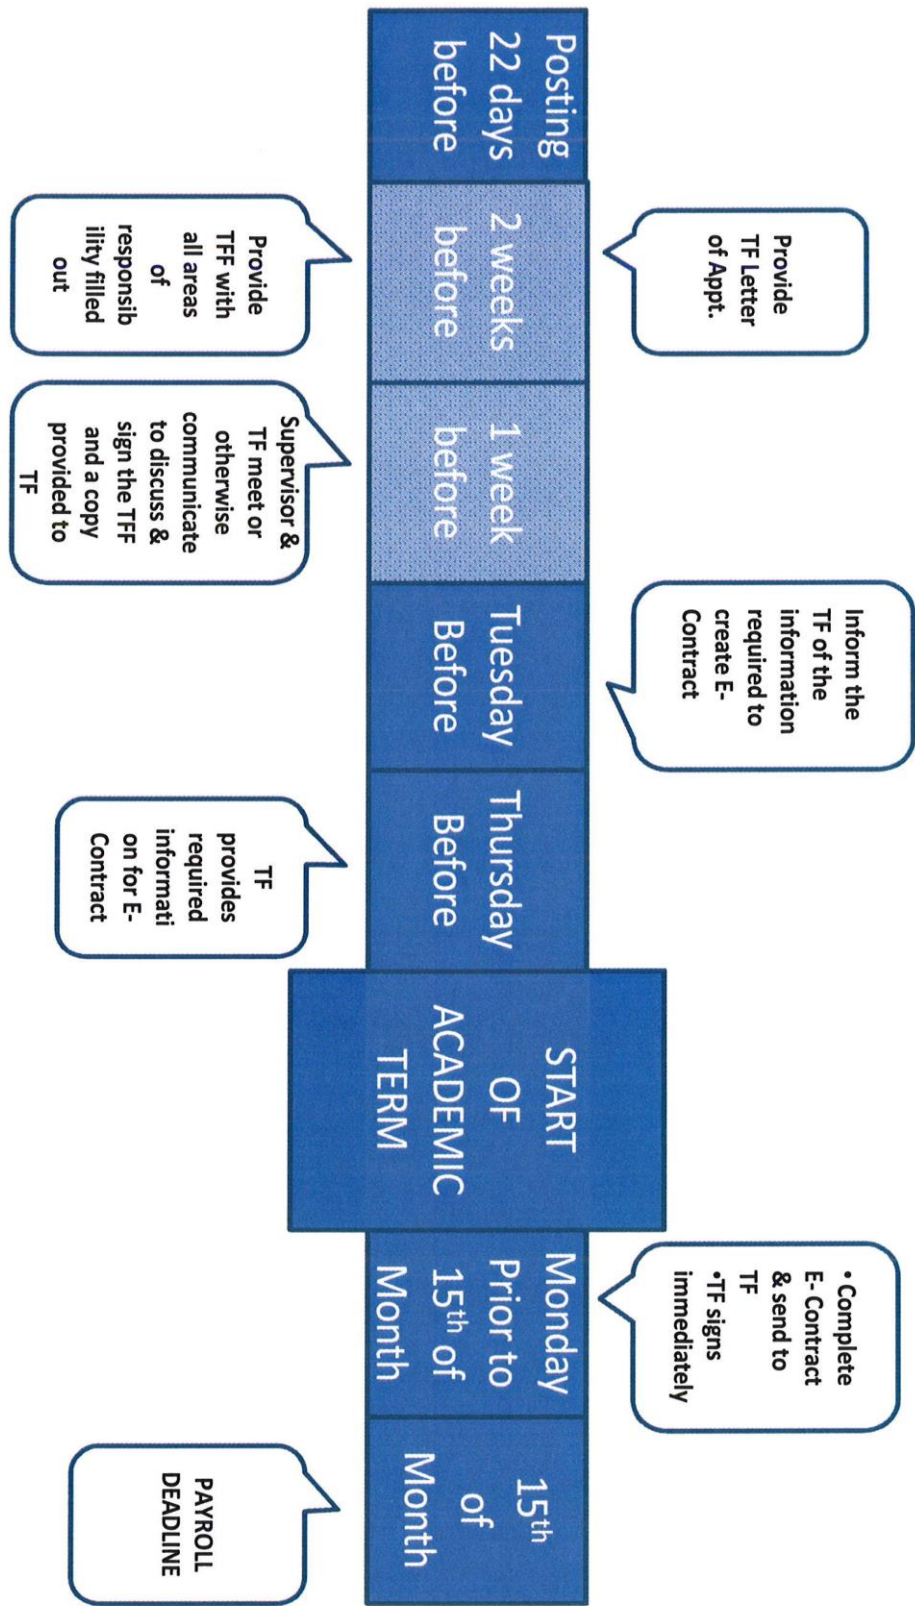 Posting
22 days
before
2 weeks
before
1 week
before
Tuesday
Before
Thursday
Before
START
OF
ACADEMIC
TERM
Monday
Prior to
15th of
Month
15th
of
Month
Provide
TF Letter
of Appt.
Inform the
TF of the
information
required to
create E-
Contract
• Complete
E- Contract
& send to
TF
•TF signs
immediately
Provide
TFF with
all areas
of
responsib
ility filled
out
Supervisor &
TF meet or
otherwise
communicate
to discuss &
sign the TFF
and a copy
provided to
TF
TF
provides
required
informati
on for E-
Contract
PAYROLL
DEADLINE